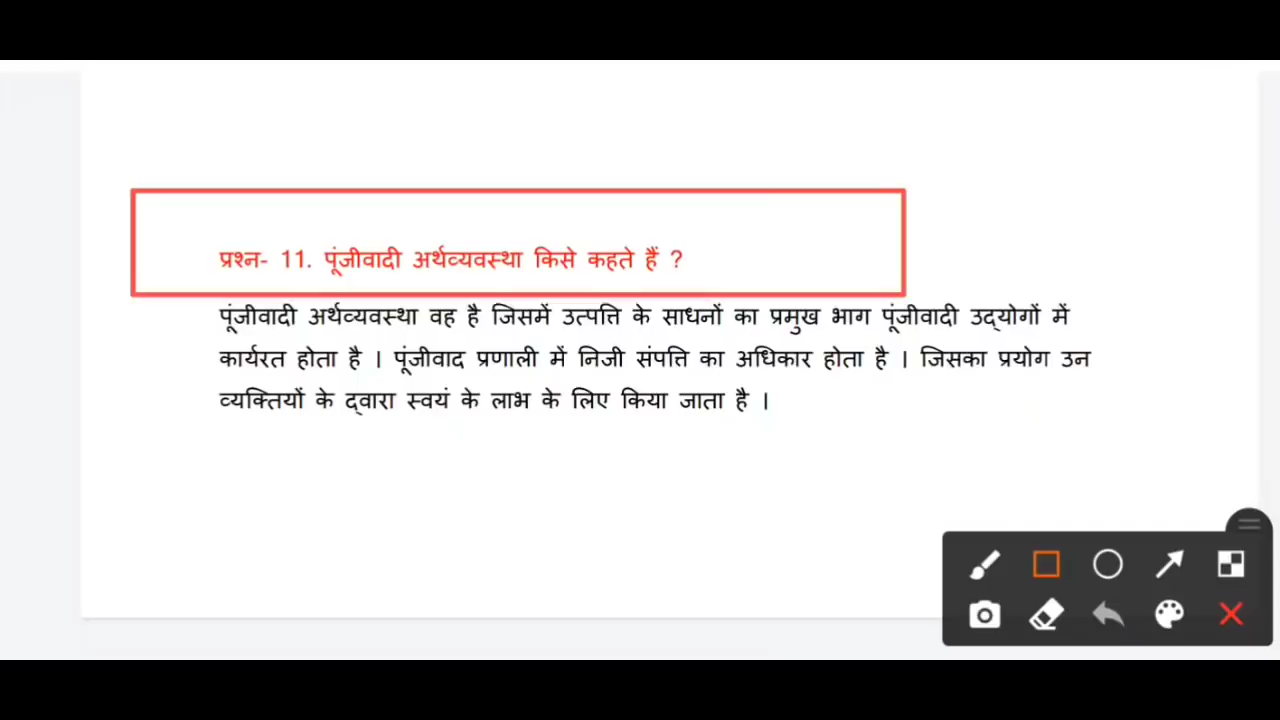 प्रश्न- 11. पूंजीवादी अर्थव्यवस्था किसे कहते हैं ?
पूंजीवादी अर्थव्यवस्था वह है जिसमें उत्पत्ति के साधनों का प्रमुख भाग पूंजीवादी उद्योगों में
कार्यरत होता है । पूंजीवाद प्रणाली में निजी संपत्ति का अधिकार होता है । जिसका प्रयोग उन
व्यक्तियों के द्वारा स्वयं के लाभ के लिए किया जाता है ।